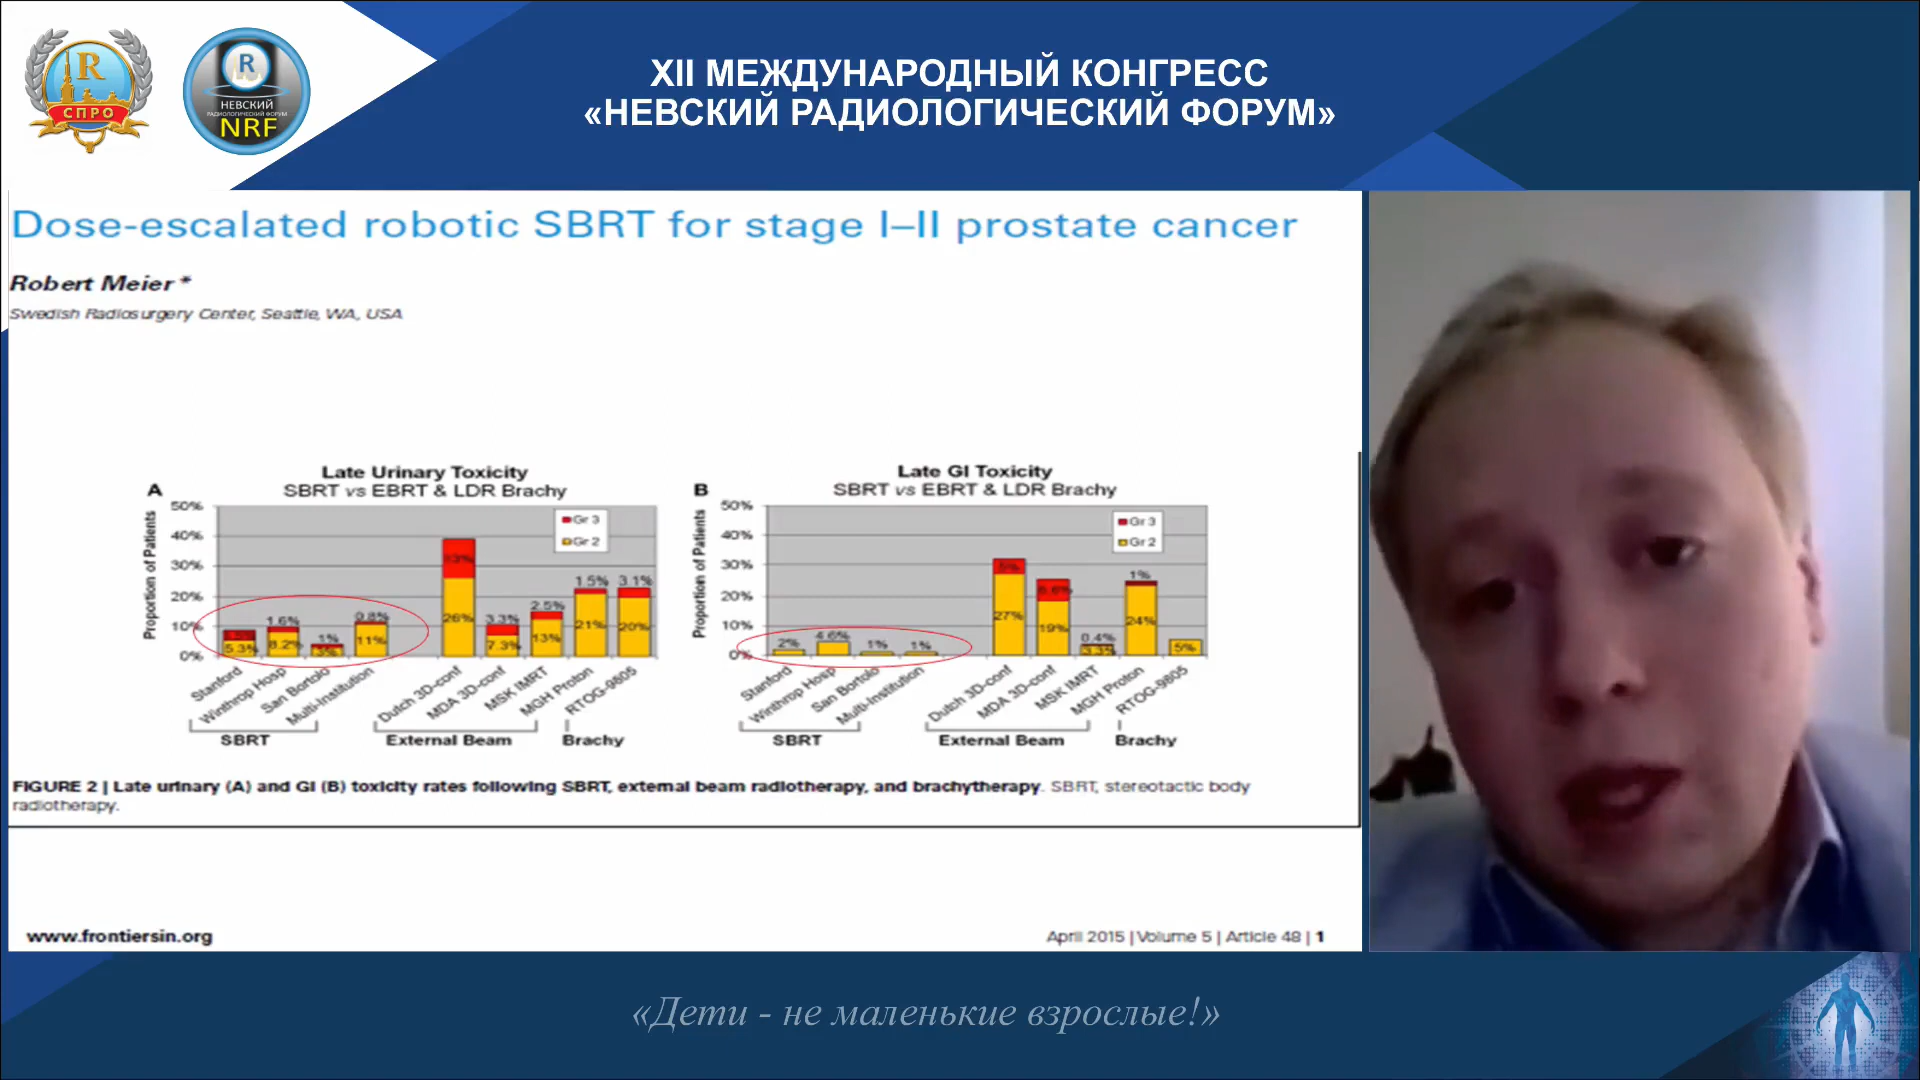 R
СПРО
R
НЕВСКИЙ
РАДИОЛОГИЧЕСКИЙ ФОРУМ
NRF
XII МЕЖДУНАРОДНЫЙ КОНГРЕСС
«НЕВСКИЙ РАДИОЛОГИЧЕСКИЙ ФОРУМ»
Dose-escalated robotic SBRT for stage I–II prostate cancer
Robert Meier *
Swedish Radiosurgery Center, Seattle, WA, USA
Late Urinary Toxicity
A
SBRT vs EBRT & LDR Brachy
Proportion of Patients
50%
40%
30%
20%
10%
0%
Gr 3
Gr 2
5.3%
1.6%
8.2%
1%
3%
0.8%
11%
13%
26%
3.3%
7.3%
2.5%
13%
1.5%
21%
3.1%
20%
Stanford
Winthrop Hosp
San Bortolo
Multi-Institution
Dutch 3D-conf
MDA 3D-conf
MSK IMRT
MGH Proton
RTOG-9805
SBRT
External Beam
Brachy
Late GI Toxicity
B
SBRT vs EBRT & LDR Brachy
Proportion of Patients
50%
40%
30%
20%
10%
0%
Gr 3
Gr 2
2%
4.6%
1%
1%
5%
27%
6.6%
19%
0.4%
3.3%
1%
24%
5%
Stanford
Winthrop Hosp
San Bortolo
Multi-Institution
Dutch 3D-conf
MDA 3D-conf
MSK IMRT
MGH Proton
RTOG-9805
SBRT
External Beam
Brachy
FIGURE 2 | Late urinary (A) and GI (B) toxicity rates following SBRT, external beam radiotherapy, and brachytherapy. SBRT, stereotactic body
radiotherapy.
www.frontiersin.org
April 2015 | Volume 5 | Article 48 | 1
«Дети - не маленькие взрослые!»